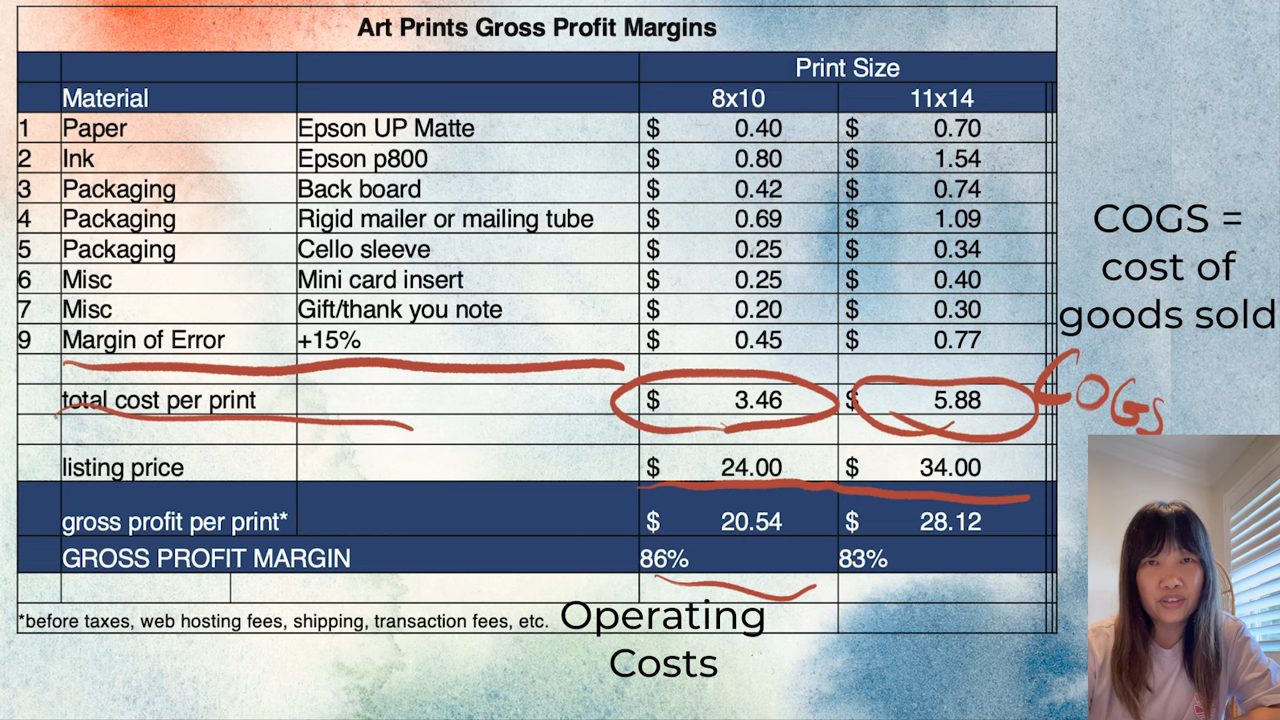 Art Prints Gross Profit Margins
Print Size
Material 8x10 11x14
1 Paper Epson UP Matte $ 0.40 $ 0.70
2 Ink Epson p800 $ 0.80 $ 1.54
3 Packaging Back board $ 0.42 $ 0.74
4 Packaging Rigid mailer or mailing tube $ 0.69 $ 1.09
5 Packaging Cello sleeve $ 0.25 $ 0.34
6 Misc Mini card insert $ 0.25 $ 0.40
7 Misc Gift/thank you note $ 0.20 $ 0.30
9 Margin of Error +15% $ 0.45 $ 0.77
total cost per print $ 3.46 $ 5.88
listing price $ 24.00 $ 34.00
gross profit per print* $ 20.54 $ 28.12
GROSS PROFIT MARGIN 86% 83%
*before taxes, web hosting fees, shipping, transaction fees, etc.
Operating
Costs
COGS =
cost of
goods sold
COGS